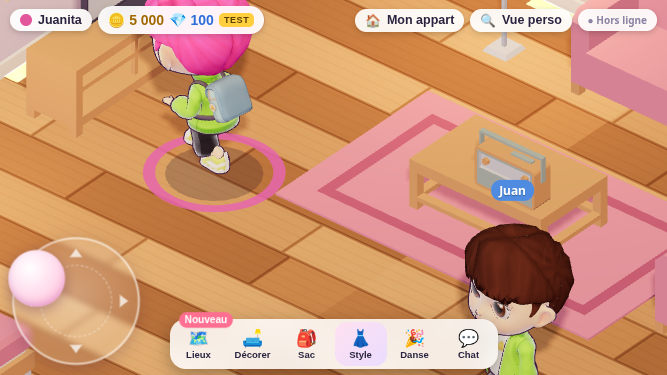 Juanita
5 000 100 TEST
Mon appart
Vue perso
● Hors ligne
Juan
Nouveau
Lieux
Décorer
Sac
Style
Danse
Chat